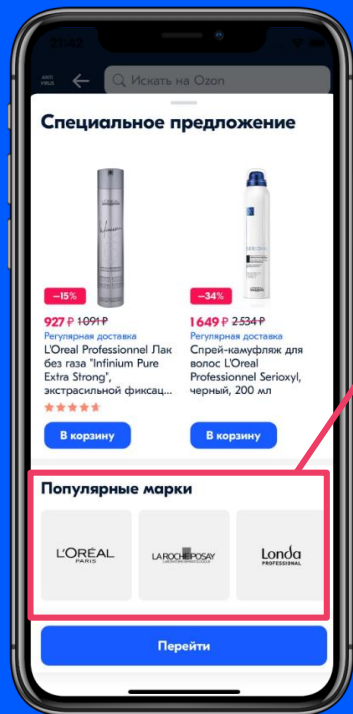 21:42
Искать на Ozon
Специальное предложение
−15%
−34%
927 ₽ 1 091 ₽
Регулярная доставка
L'Oreal Professionnel Лак
без газа "Infinium Pure
Extra Strong",
экстрасильной фиксац...
В корзину
1 649 ₽ 2 534 ₽
Регулярная доставка
Спрей-камуфляж для
волос L'Oreal
Professionnel Serioxyl,
черный, 200 мл
В корзину
Популярные марки
L'ORÉAL
PARIS
LA ROCHE POSAY
Londa
PROFESSIONAL
Перейти